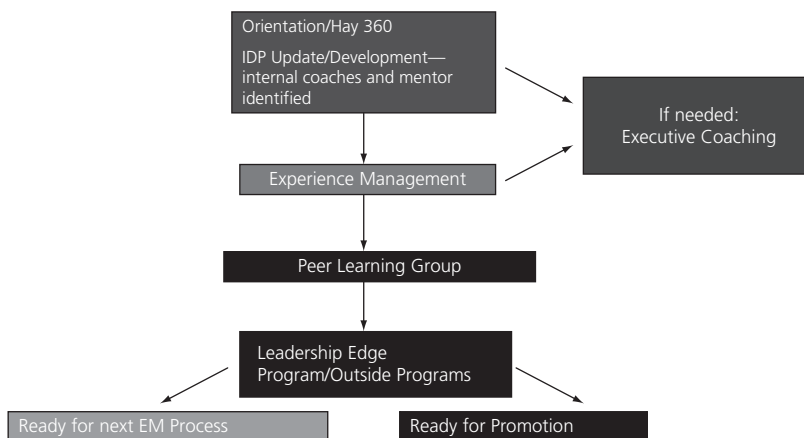 Orientation/Hay 360
IDP Update/Development—
internal coaches and mentor
identified
If needed:
Executive Coaching
Experience Management
Peer Learning Group
Leadership Edge
Program/Outside Programs
Ready for next EM Process
Ready for Promotion